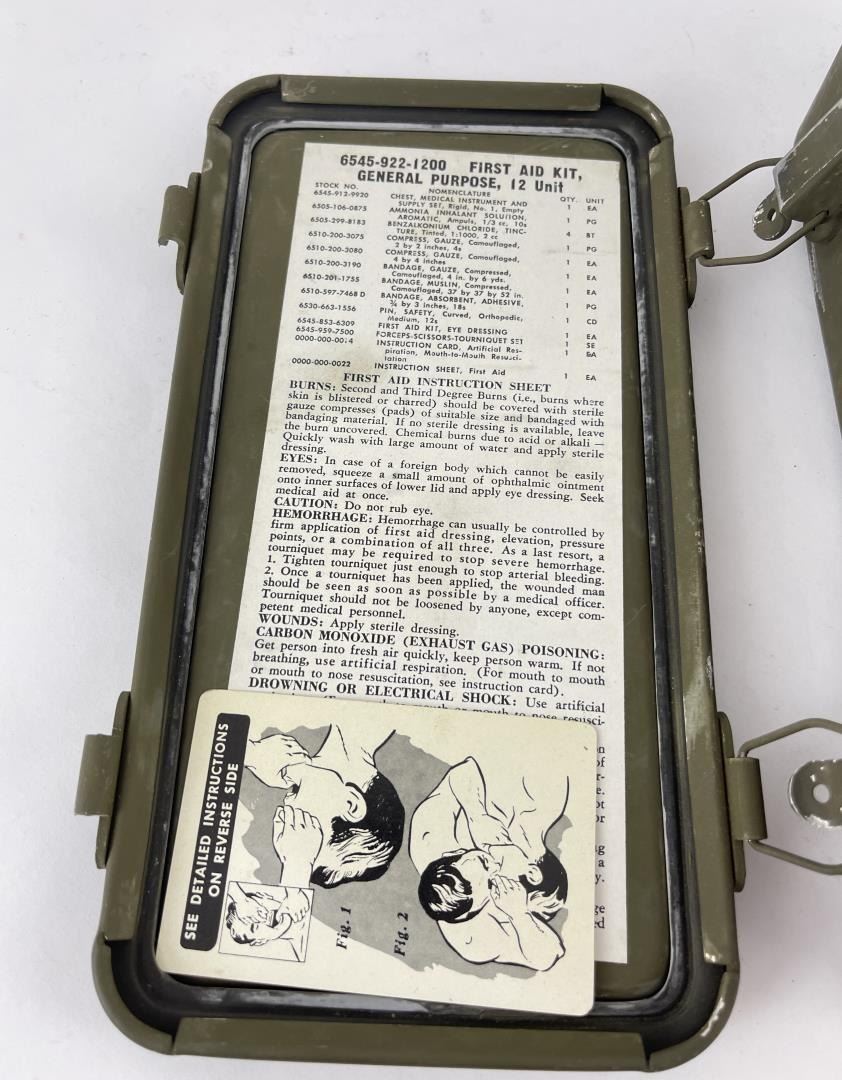 6545-922-1200 FIRST AID KIT,
GENERAL PURPOSE, 12 Unit
STOCK NO. NOMENCLATURE QTY. UNIT
6545-912-9920 CHEST, MEDICAL INSTRUMENT AND 1 EA
SUPPLY SET, Rigid, No. 1, Empty
6505-106-0875 AMMONIA INHALANT SOLUTION, 1 PG
AROMATIC, Ampuls, 1/3 cc, 10s
6505-299-8183 BENZALKONIUM CHLORIDE, TINC- 4 BT
TURE, Tinted, 1:1000, 2 cc
6510-200-3075 COMPRESS, GAUZE, Camouflaged, 1 PG
2 by 2 inches, 4s
6510-200-3080 COMPRESS, GAUZE, Camouflaged, 1 EA
4 by 4 inches
6510-200-3190 BANDAGE, GAUZE, Compressed, 1 EA
Camouflaged, 4 in. by 6 yds.
6510-201-1755 BANDAGE, MUSLIN, Compressed, 1 EA
Camouflaged, 37 by 37 by 52 in.
6510-597-7468 D BANDAGE, ABSORBENT, ADHESIVE, 1 PG
¾ by 3 inches, 18s
6530-663-1556 PIN, SAFETY, Curved, Orthopedic, 1 CD
Medium, 12s
6545-853-6309 FIRST AID KIT, EYE DRESSING 1 EA
6545-959-7500 FORCEPS-SCISSORS-TOURNIQUET SET 1 SE
INSTRUCTION CARD, Artificial Res- 1 EA
piration, Mouth-to-Mouth Resusci-
tation
0000-000-0022 INSTRUCTION SHEET, First Aid 1 EA
FIRST AID INSTRUCTION SHEET
BURNS: Second and Third Degree Burns (i.e., burns where
skin is blistered or charred) should be covered with sterile
gauze compresses (pads) of suitable size and bandaged with
bandaging material. If no sterile dressing is available, leave
the burn uncovered. Chemical burns due to acid or alkali —
Quickly wash with large amount of water and apply sterile
dressing.
EYES: In case of a foreign body which cannot be easily
removed, squeeze a small amount of ophthalmic ointment
onto inner surfaces of lower lid and apply eye dressing. Seek
medical aid at once.
CAUTION: Do not rub eye.
HEMORRHAGE: Hemorrhage can usually be controlled by
firm application of first aid dressing, elevation, pressure
points, or a combination of all three. As a last resort, a
tourniquet may be required to stop severe hemorrhage.
1. Tighten tourniquet just enough to stop arterial bleeding.
2. Once a tourniquet has been applied, the wounded man
should be seen as soon as possible by a medical officer.
Tourniquet should not be loosened by anyone, except com-
petent medical personnel.
WOUNDS: Apply sterile dressing.
CARBON MONOXIDE (EXHAUST GAS) POISONING:
Get person into fresh air quickly, keep person warm. If not
breathing, use artificial respiration. (For mouth to mouth
or mouth to nose resuscitation, see instruction card).
DROWNING OR ELECTRICAL SHOCK: Use artificial
mouth to nose resusci-
SEE DETAILED INSTRUCTIONS
ON REVERSE SIDE
Fig. 1
Fig. 2